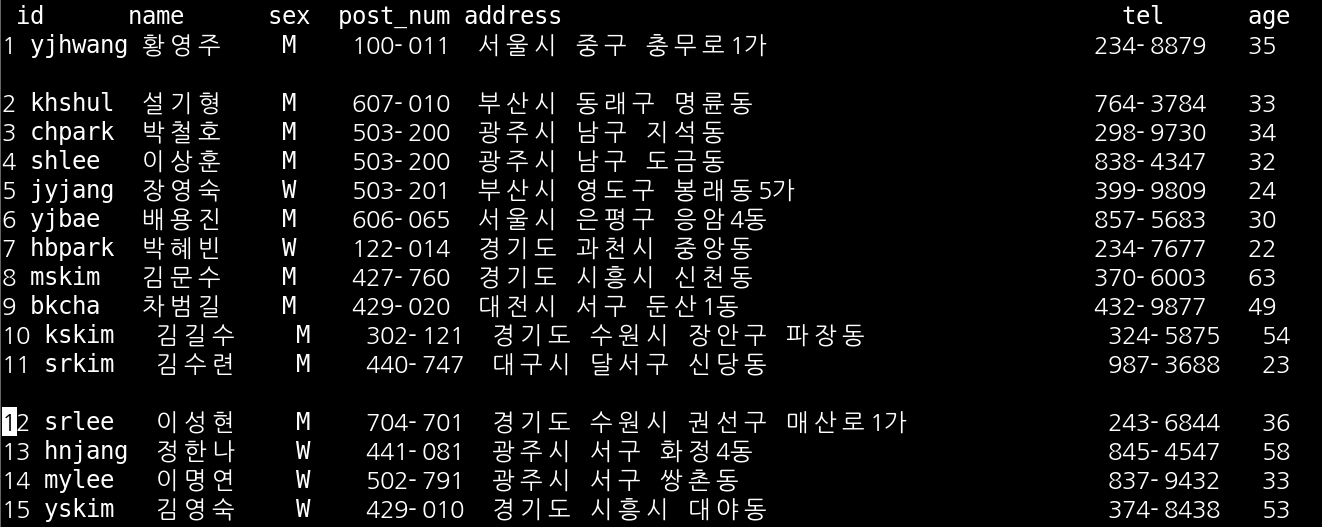 id name sex post_num address tel age
1 yjhwang 황영주 M 100-011 서울시 중구 충무로1가 234-8879 35
2 khshul 설기형 M 607-010 부산시 동래구 명륜동 764-3784 33
3 chpark 박철호 M 503-200 광주시 남구 지석동 298-9730 34
4 shlee 이상훈 M 503-200 광주시 남구 도금동 838-4347 32
5 jyjang 장영숙 W 503-201 부산시 영도구 봉래동5가 399-9809 24
6 yjbae 배용진 M 606-065 서울시 은평구 응암4동 857-5683 30
7 hbpark 박혜빈 W 122-014 경기도 과천시 중앙동 234-7677 22
8 mskim 김문수 M 427-760 경기도 시흥시 신천동 370-6003 63
9 bkcha 차범길 M 429-020 대전시 서구 둔산1동 432-9877 49
10 kskim 김길수 M 302-121 경기도 수원시 장안구 파장동 324-5875 54
11 srkim 김수련 M 440-747 대구시 달서구 신당동 987-3688 23
12 srlee 이성현 M 704-701 경기도 수원시 권선구 매산로1가 243-6844 36
13 hnjang 정한나 W 441-081 광주시 서구 화정4동 845-4547 58
14 mylee 이명연 W 502-791 광주시 서구 쌍촌동 837-9432 33
15 yskim 김영숙 W 429-010 경기도 시흥시 대야동 374-8438 53